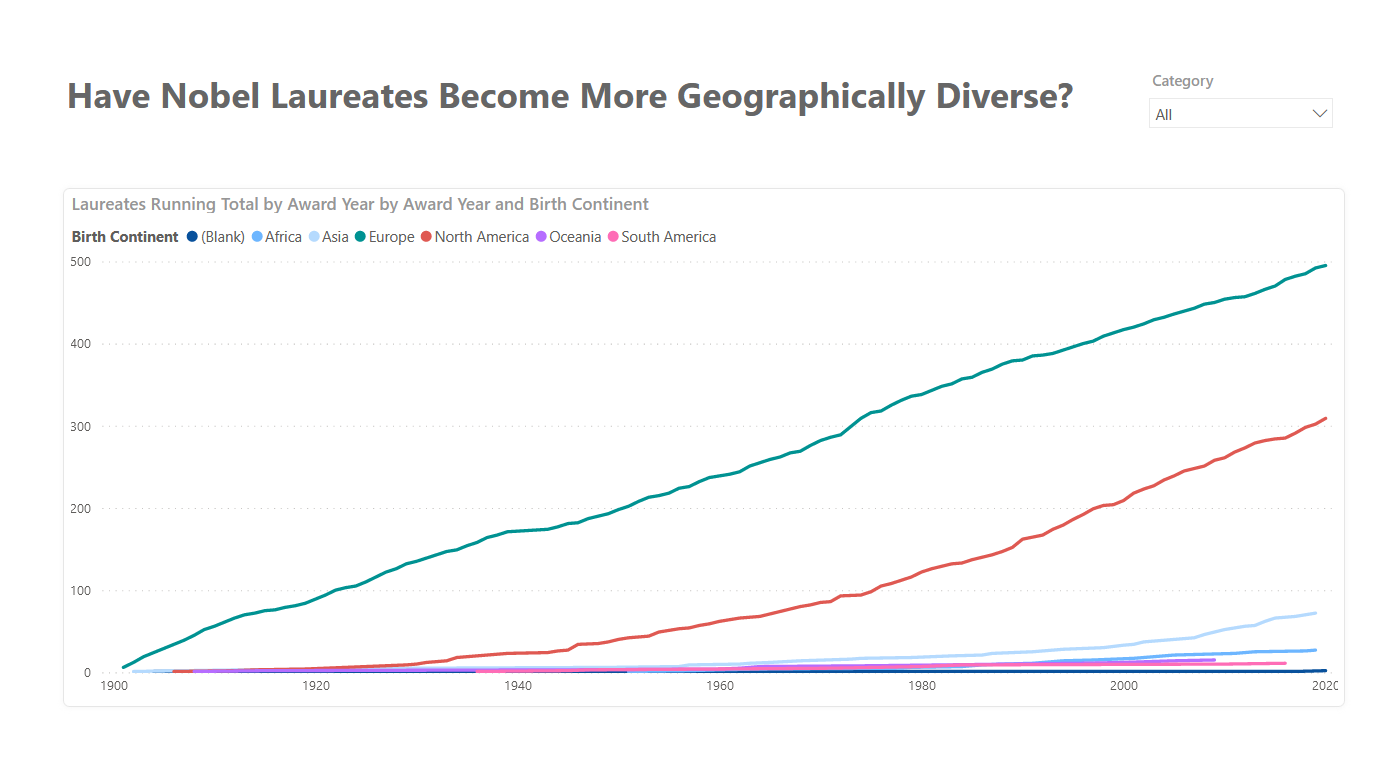 Have Nobel Laureates Become More Geographically Diverse?
Category
All
Laureates Running Total by Award Year by Award Year and Birth Continent
Birth Continent (Blank) Africa Asia Europe North America Oceania South America
500
400
300
200
100
0
1900 1920 1940 1960 1980 2000 2020